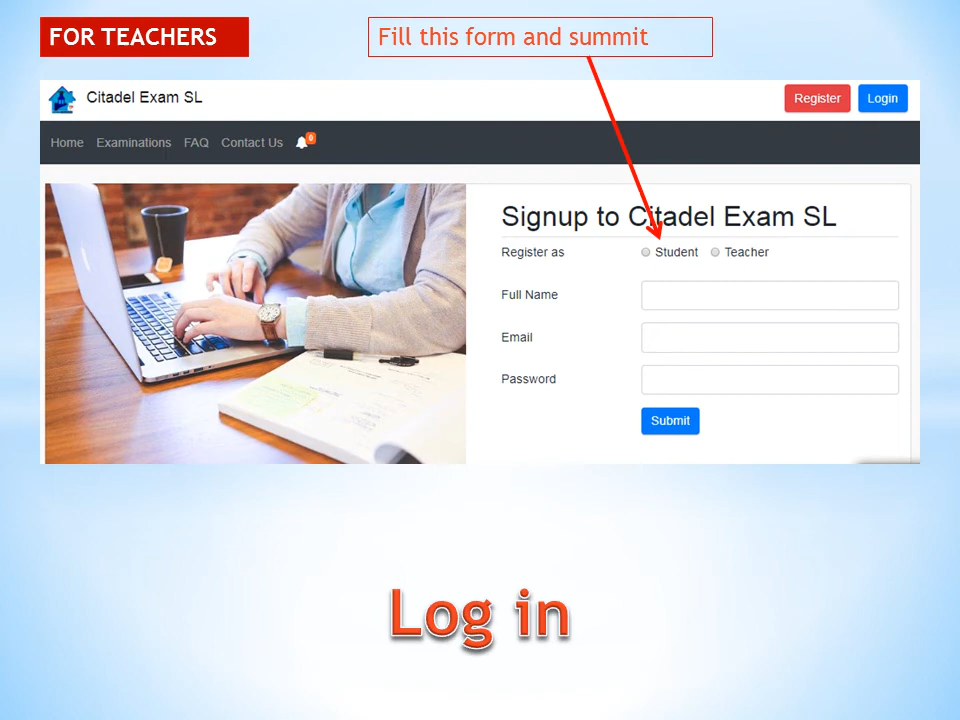 FOR TEACHERS
Fill this form and summit
Citadel Exam SL
Register
Login
Home Examinations FAQ Contact Us
0
Signup to Citadel Exam SL
Register as
Student
Teacher
Full Name
Email
Password
Submit
Log in